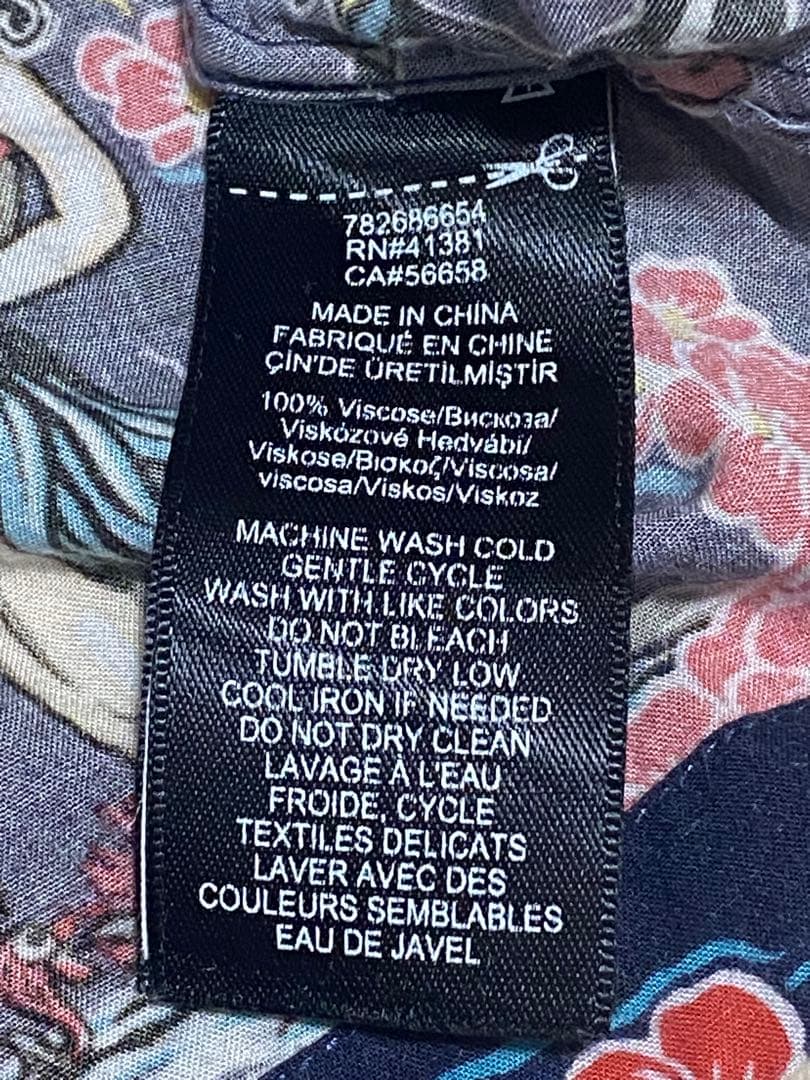 782686654
RN#41381
CA#56658
MADE IN CHINA
FABRIQUÉ EN CHINE
ÇİN'DE ÜRETİLMİŞTİR
100% Viscose/Вискоза/
Viskózové Hedvábí/
Viskose/Βισκοζ/Viscosa/
viscosa/Viskos/Viskoz
MACHINE WASH COLD
GENTLE CYCLE
WASH WITH LIKE COLORS
DO NOT BLEACH
TUMBLE DRY LOW
COOL IRON IF NEEDED
DO NOT DRY CLEAN
LAVAGE À L'EAU
FROIDE, CYCLE
TEXTILES DELICATS
LAVER AVEC DES
COULEURS SEMBLABLES
EAU DE JAVEL